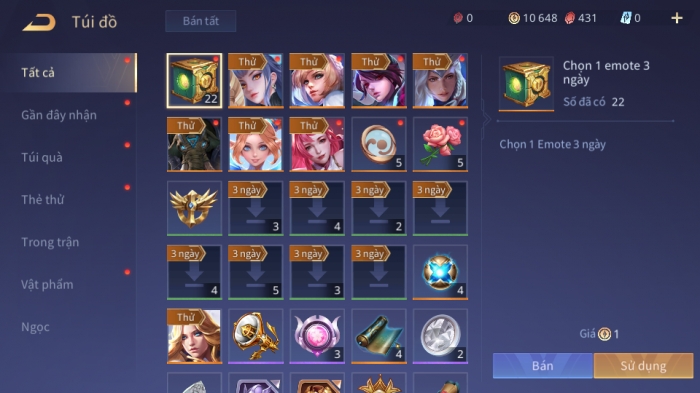 Túi đồ
Bán tất
0
10 648
431
0
+
Tất cả
Gần đây nhận
Túi quà
Thẻ thử
Trong trận
Vật phẩm
Ngọc
22
Thử
Thử
Thử
Thử
Thử
Thử
Thử
5
5
3 ngày
3
3 ngày
4
3 ngày
2
3 ngày
3 ngày
4
3 ngày
5
3 ngày
3 ngày
4
Thử
3
4
2
Chọn 1 emote 3
ngày
Số đã có 22
Chọn 1 Emote 3 ngày
Giá 1
Bán
Sử dụng